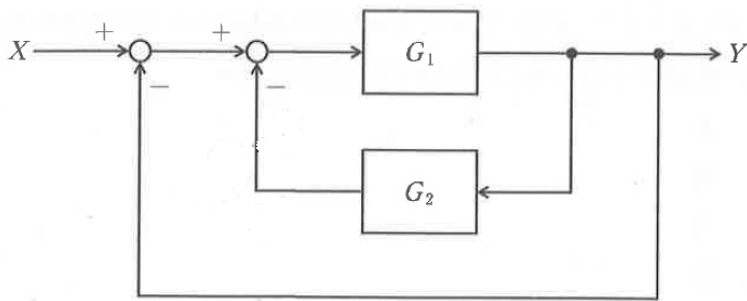 + +
X G₁ Y
− −
G₂